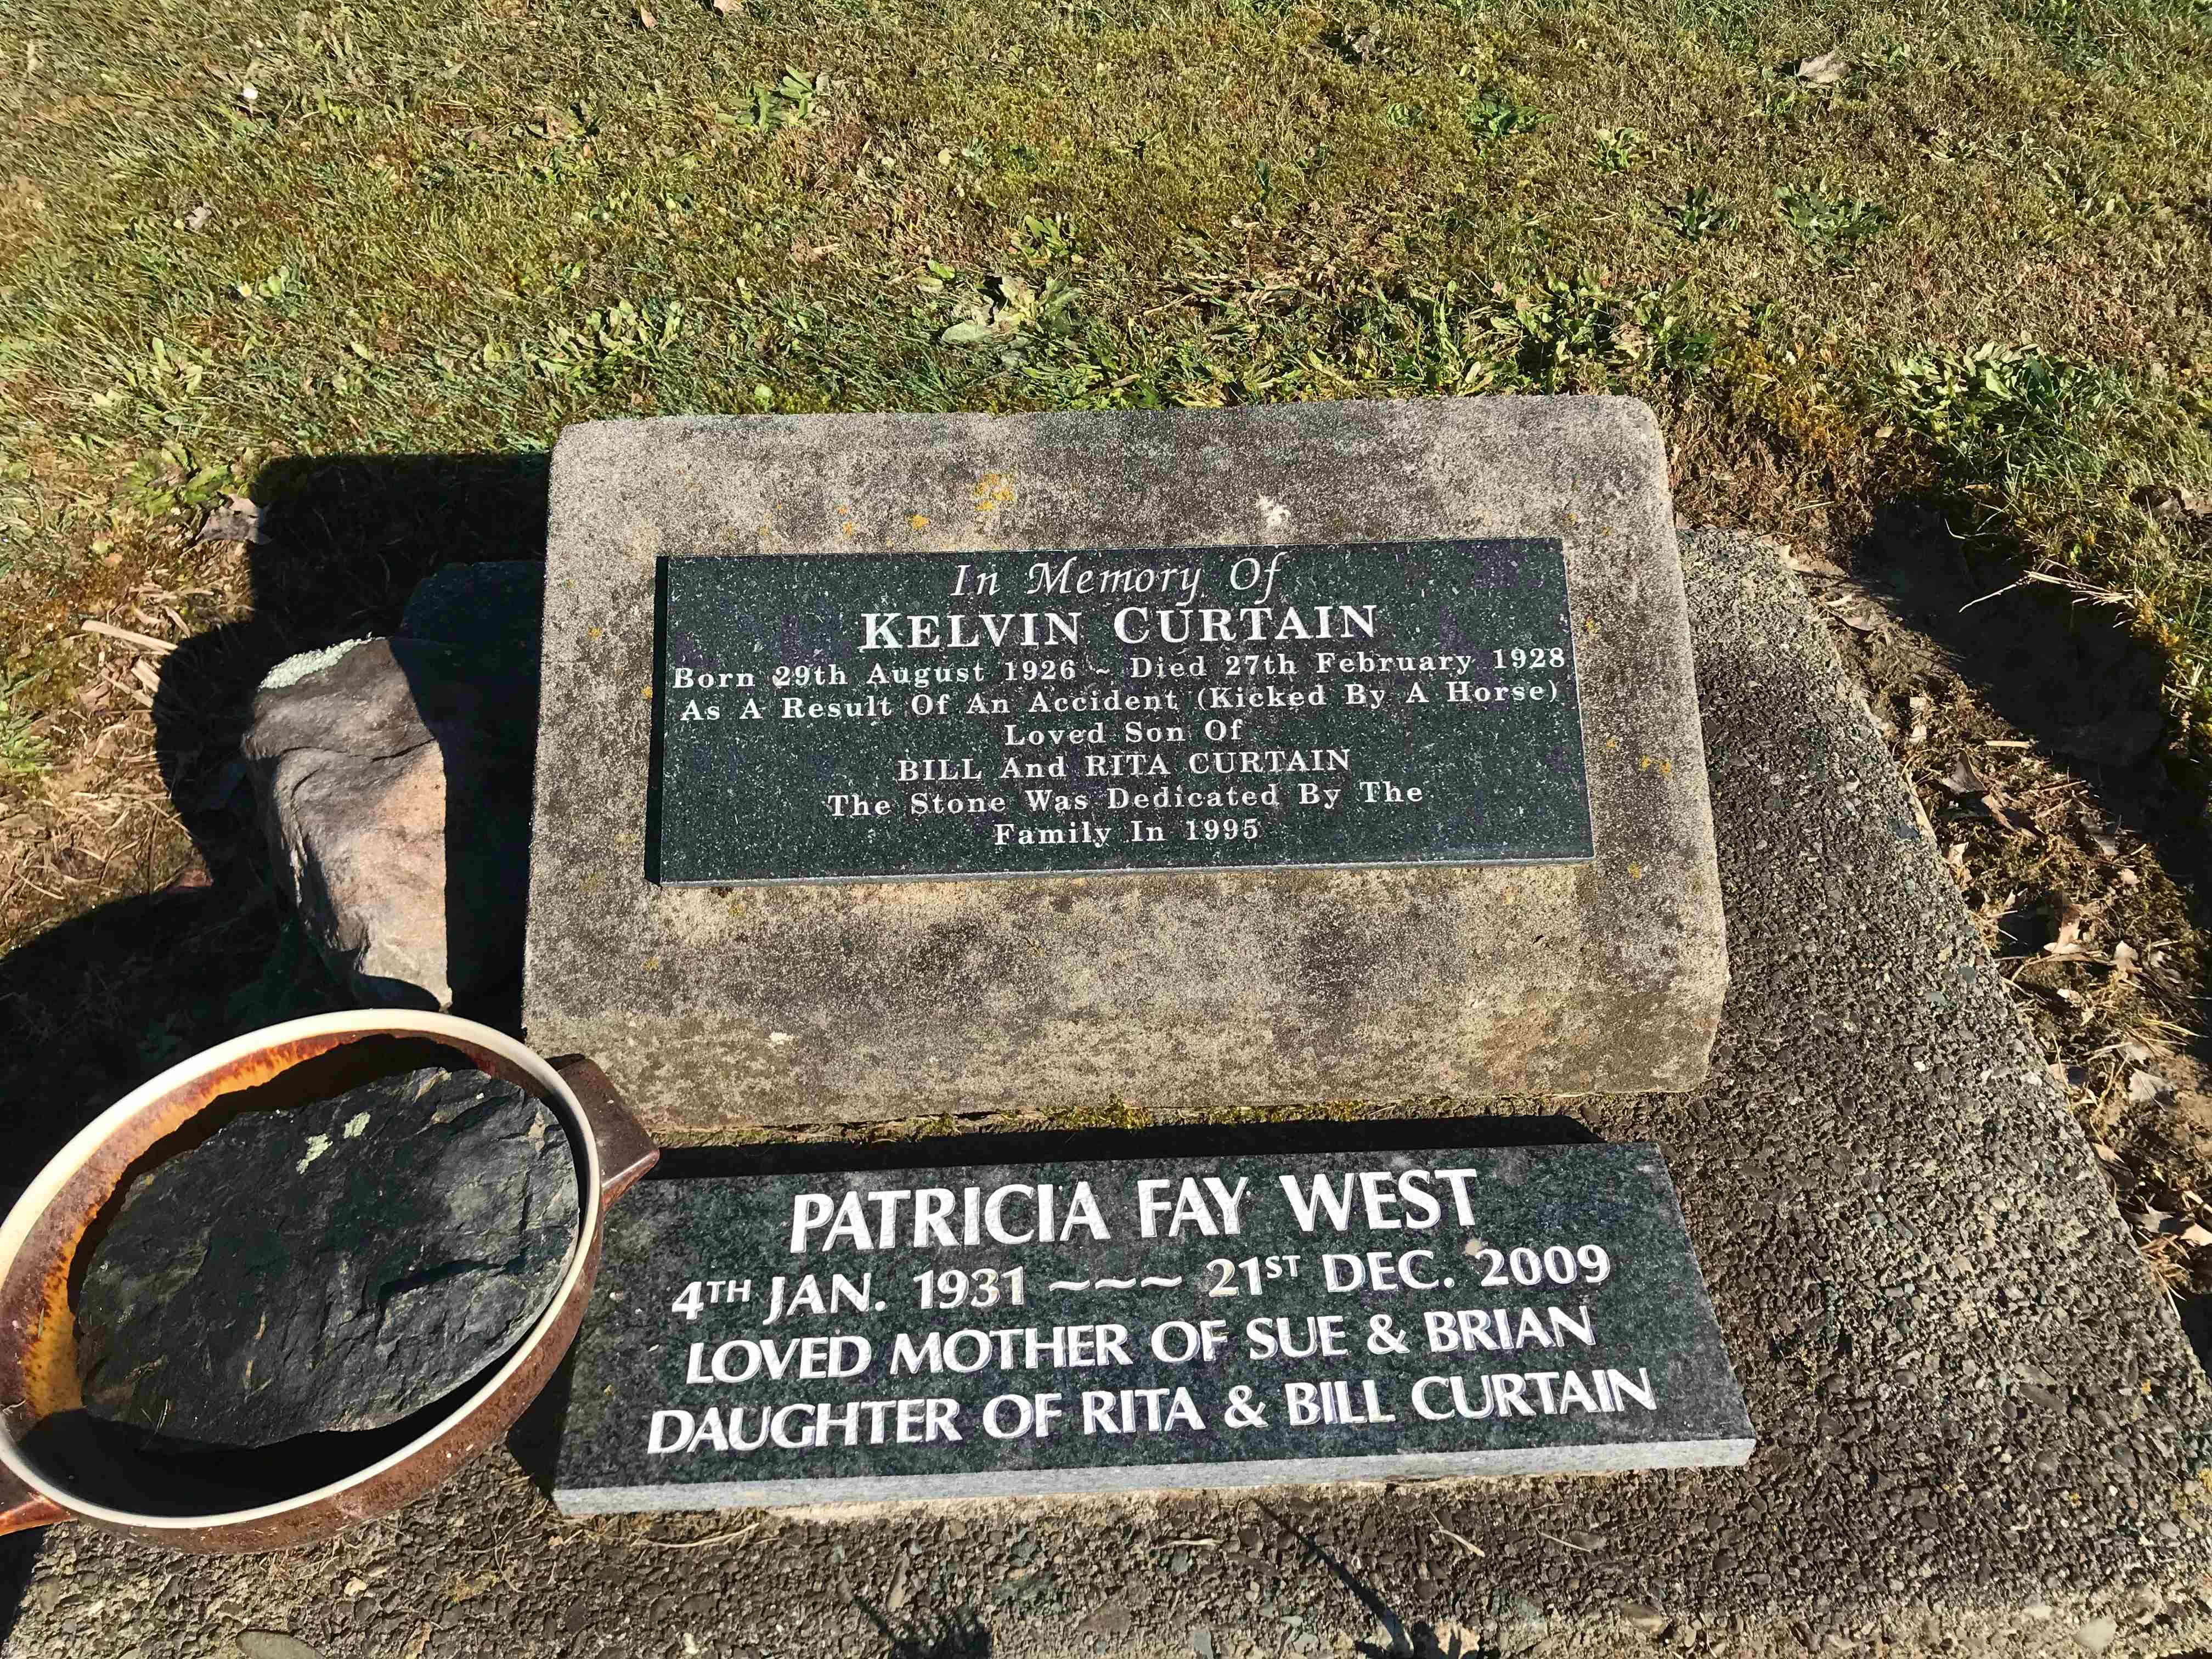 In Memory Of
KELVIN CURTAIN
Born 29th August 1926 ~ Died 27th February 1928
As A Result Of An Accident (Kicked By A Horse)
Loved Son Of
BILL And RITA CURTAIN
The Stone Was Dedicated By The
Family In 1995
PATRICIA FAY WEST
4TH JAN. 1931 ~~~ 21ST DEC. 2009
LOVED MOTHER OF SUE & BRIAN
DAUGHTER OF RITA & BILL CURTAIN